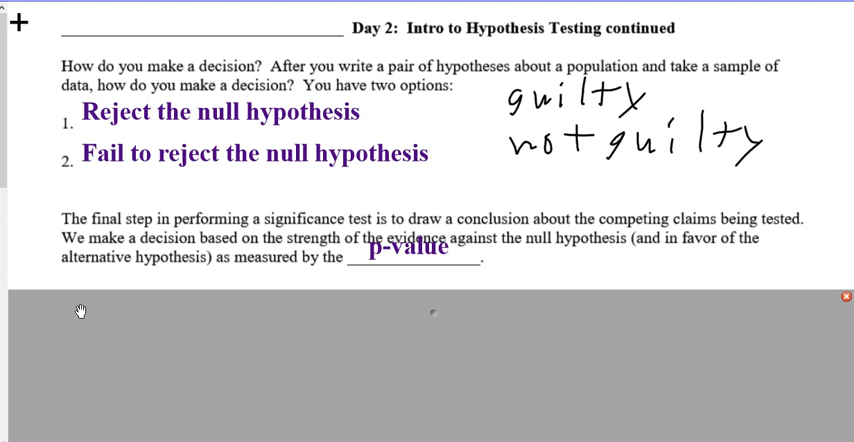 Day 2: Intro to Hypothesis Testing continued
How do you make a decision? After you write a pair of hypotheses about a population and take a sample of
data, how do you make a decision? You have two options:
1. Reject the null hypothesis
guilty
2. Fail to reject the null hypothesis
not guilty
The final step in performing a significance test is to draw a conclusion about the competing claims being tested.
We make a decision based on the strength of the evidence against the null hypothesis (and in favor of the
alternative hypothesis) as measured by the p-value.